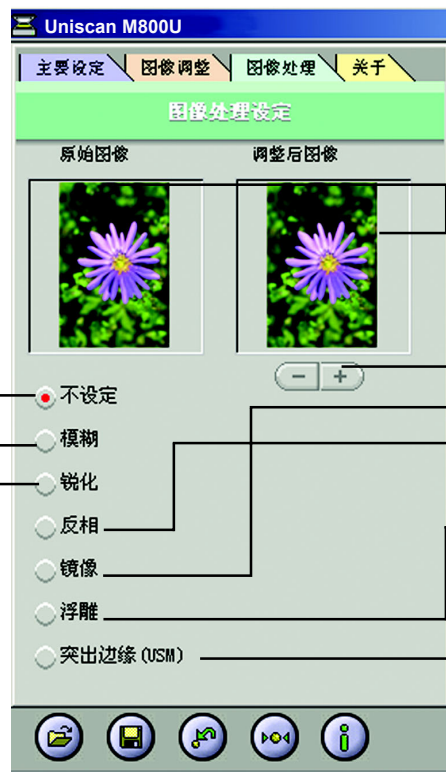 Uniscan M800U
主要设定 图像调整 图像处理 关于
图像处理设定
原始图像 调整后图像
- +
不设定
模糊
锐化
反相
镜像
浮雕
突出边缘(USM)